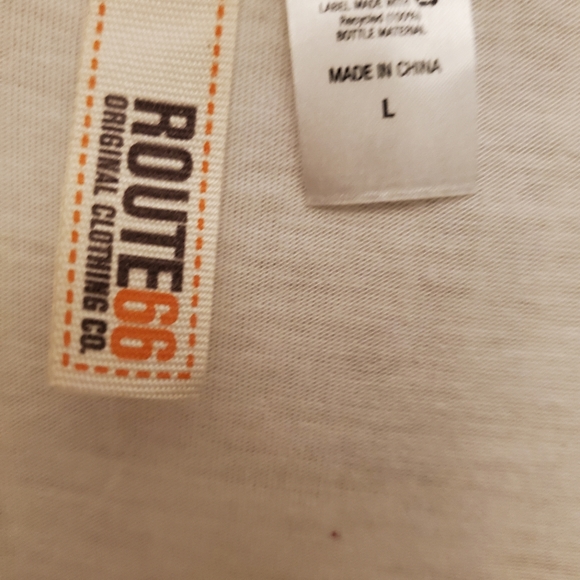 ROUTE66
ORIGINAL CLOTHING CO.
LABEL MADE WITH
Recycled (100%)
BOTTLE MATERIAL
MADE IN CHINA
L